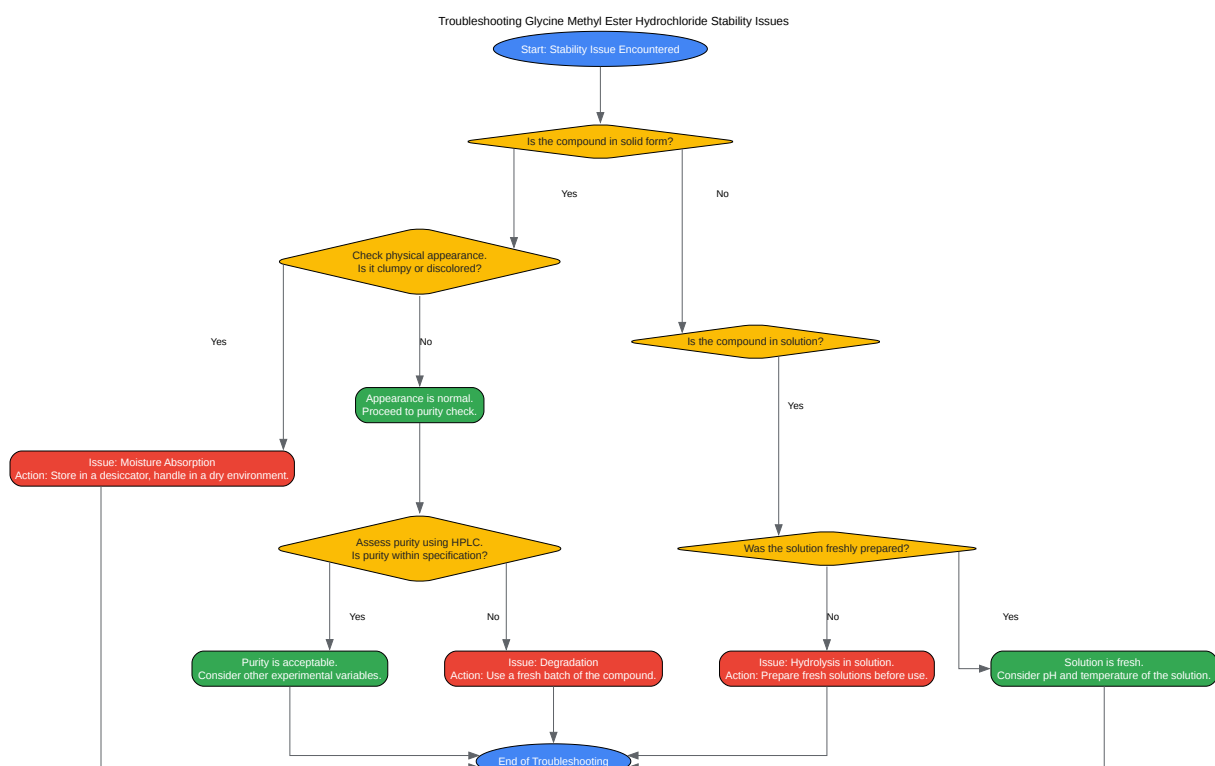 Troubleshooting Glycine Methyl Ester Hydrochloride Stability Issues
Start: Stability Issue Encountered
Is the compound in solid form?
Yes
No
Check physical appearance.
Is it clumpy or discolored?
Yes
No
Is the compound in solution?
Appearance is normal.
Proceed to purity check.
Yes
Issue: Moisture Absorption
Action: Store in a desiccator, handle in a dry environment.
Assess purity using HPLC.
Is purity within specification?
Was the solution freshly prepared?
Yes
No
No
Yes
Purity is acceptable.
Consider other experimental variables.
Issue: Degradation
Action: Use a fresh batch of the compound.
Issue: Hydrolysis in solution.
Action: Prepare fresh solutions before use.
Solution is fresh.
Consider pH and temperature of the solution.
End of Troubleshooting